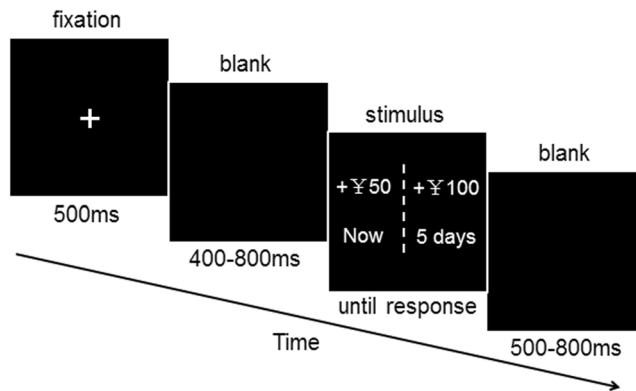 fixation
+
500ms
blank
400-800ms
stimulus
+¥50 +¥100
Now 5 days
until response
blank
500-800ms
Time